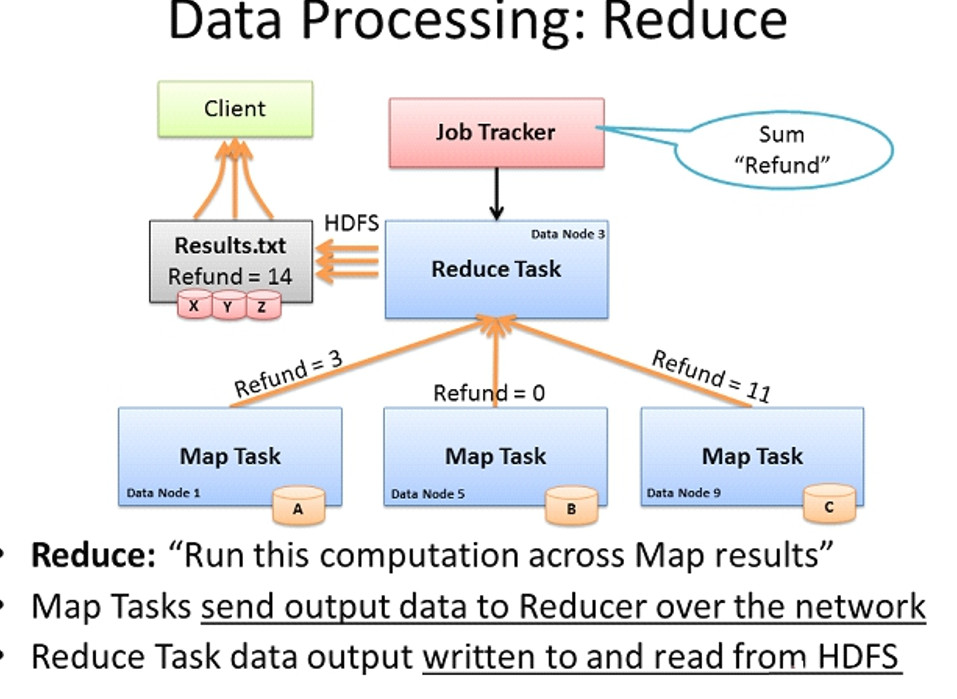 Data Processing: Reduce
Client
Job Tracker
Sum
“Refund”
HDFS
Results.txt
Refund = 14
X Y Z
Data Node 3
Reduce Task
Refund = 3
Refund = 0
Refund = 11
Map Task
Data Node 1
A
Map Task
Data Node 5
B
Map Task
Data Node 9
C
• Reduce: “Run this computation across Map results”
• Map Tasks send output data to Reducer over the network
• Reduce Task data output written to and read from HDFS